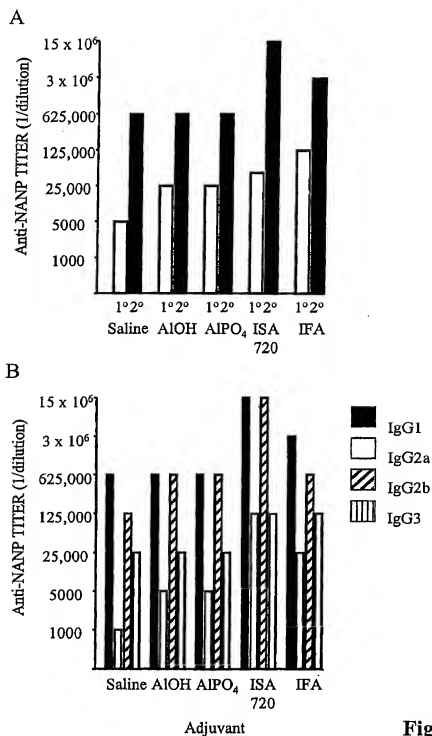 A
Anti-NANP TITER (1/dilution)
15 x 10⁶
3 x 10⁶
625,000
125,000
25,000
5000
1000
1° 2° 1° 2° 1° 2° 1° 2° 1° 2°
Saline AlOH AlPO₄ ISA IFA
720
B
Anti-NANP TITER (1/dilution)
15 x 10⁶
3 x 10⁶
625,000
125,000
25,000
5000
1000
IgG1
IgG2a
IgG2b
IgG3
Saline AlOH AlPO₄ ISA IFA
720
Adjuvant
Fig